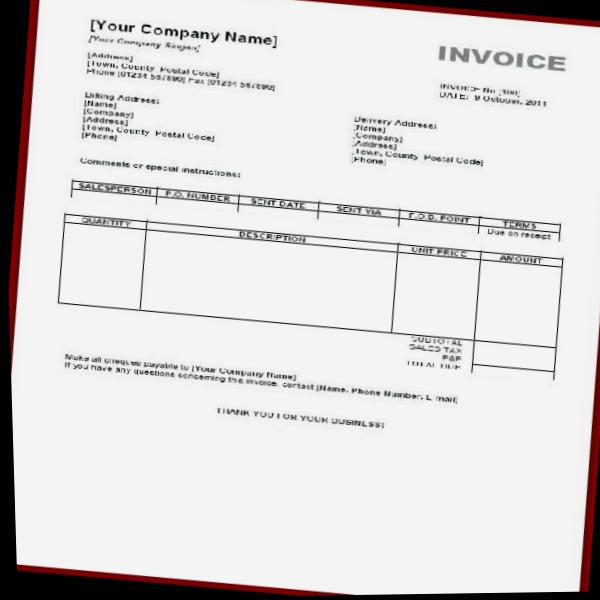 [Your Company Name]
[Your Company Slogan]
INVOICE
[Address]
[Town, County Postal Code]
Phone [01234 567890] Fax [01234 567890]
INVOICE No [100]
DATE: 9 October, 2011
Billing Address:
[Name]
[Company]
[Address]
[Town, County Postal Code]
[Phone]
Delivery Address:
[Name]
[Company]
[Address]
[Town, County Postal Code]
[Phone]
Comments or special instructions:
SALESPERSON P.O. NUMBER SENT DATE SENT VIA F.O.B. POINT TERMS
Due on receipt
QUANTITY DESCRIPTION UNIT PRICE AMOUNT
SUBTOTAL
SALES TAX
P&P
TOTAL DUE
Make all cheques payable to [Your Company Name]
If you have any questions concerning this invoice, contact [Name, Phone Number, E mail]
THANK YOU FOR YOUR BUSINESS!